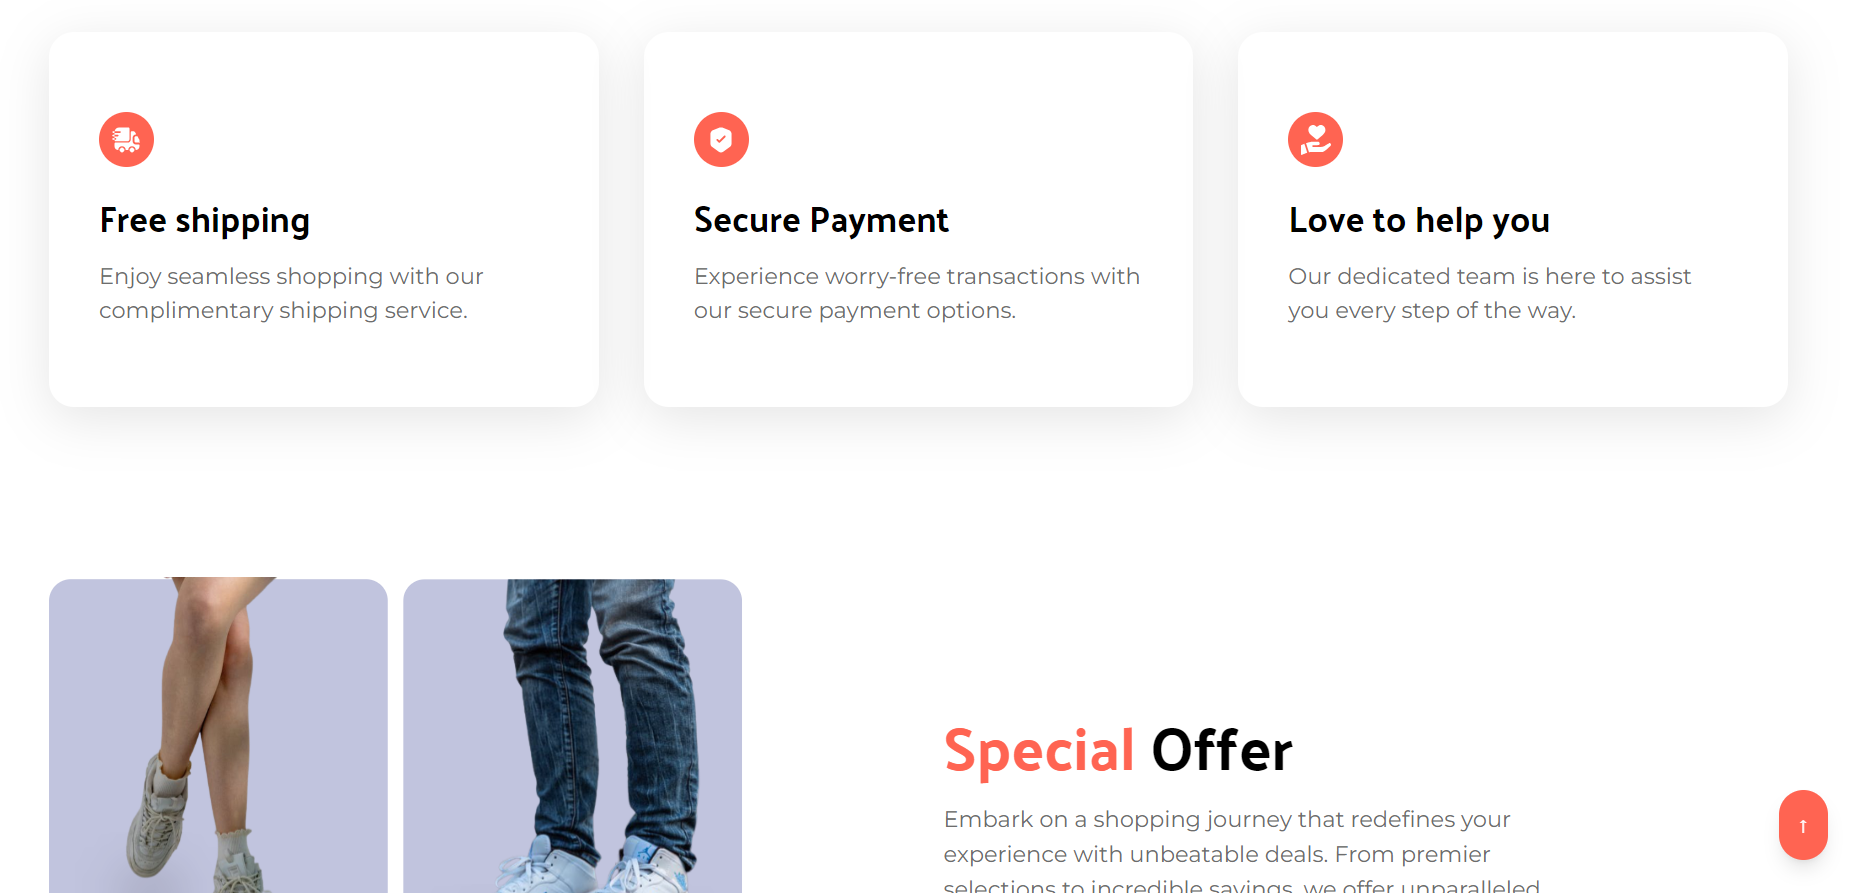 Free shipping
Enjoy seamless shopping with our
complimentary shipping service.
Secure Payment
Experience worry-free transactions with
our secure payment options.
Love to help you
Our dedicated team is here to assist
you every step of the way.
Special Offer
Embark on a shopping journey that redefines your
experience with unbeatable deals. From premier
selections to incredible savings, we offer unparalleled
↑